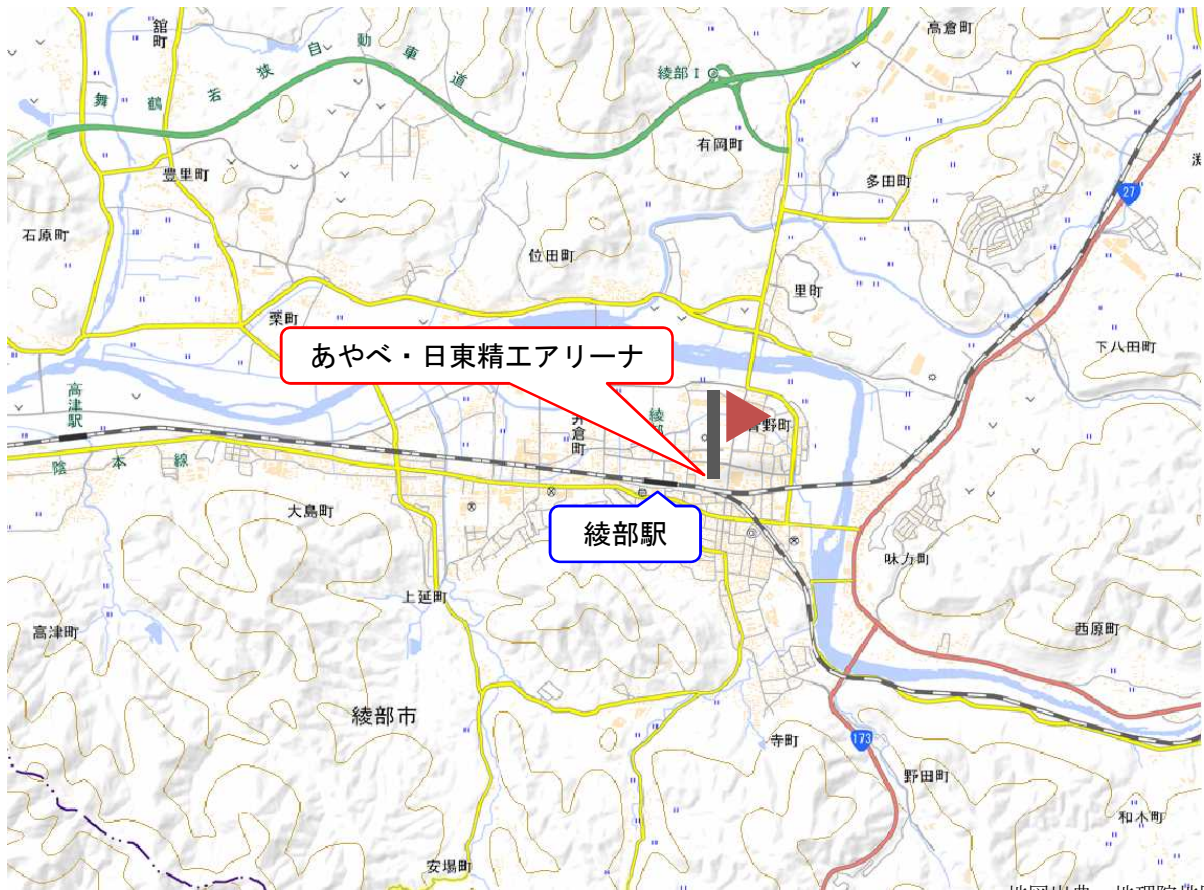 舘町
舞鶴若狭自動車道
綾部IC
高倉町
有岡町
豊里町
多田町
27
石原町
位田町
里町
栗町
あやべ・日東精工アリーナ
下八田町
高津駅
青野町
井倉町
綾部
陰本線
大島町
綾部駅
味方町
上延町
高津町
西原町
綾部市
寺町
173
野田町
和木町
安場町